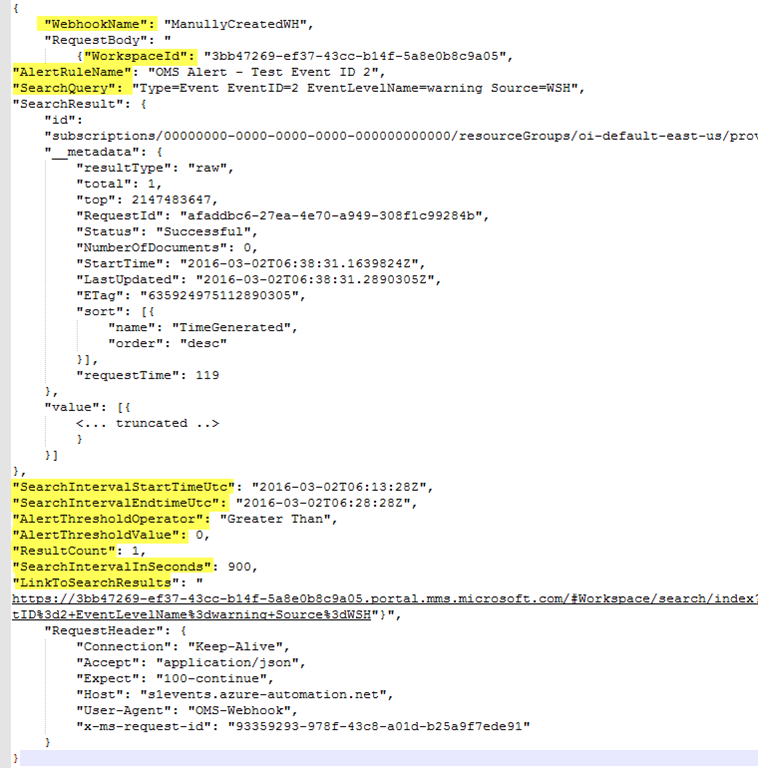 {
"WebhookName": "ManullyCreatedWH",
"RequestBody": "
{"WorkspaceId": "3bb47269-ef37-43cc-b14f-5a8e0b8c9a05",
"AlertRuleName": "OMS Alert - Test Event ID 2",
"SearchQuery": "Type=Event EventID=2 EventLevelName=warning Source=WSH",
"SearchResult": {
"id":
"subscriptions/00000000-0000-0000-0000-000000000000/resourceGroups/oi-default-east-us/prov
"__metadata": {
"resultType": "raw",
"total": 1,
"top": 2147483647,
"RequestId": "afaddbc6-27ea-4e70-a949-308f1c99284b",
"Status": "Successful",
"NumberOfDocuments": 0,
"StartTime": "2016-03-02T06:38:31.1639824Z",
"LastUpdated": "2016-03-02T06:38:31.2890305Z",
"ETag": "635924975112890305",
"sort": [{
"name": "TimeGenerated",
"order": "desc"
}],
"requestTime": 119
},
"value": [{
<... truncated ..>
}
}]
},
"SearchIntervalStartTimeUtc": "2016-03-02T06:13:28Z",
"SearchIntervalEndtimeUtc": "2016-03-02T06:28:28Z",
"AlertThresholdOperator": "Greater Than",
"AlertThresholdValue": 0,
"ResultCount": 1,
"SearchIntervalInSeconds": 900,
"LinkToSearchResults": "
https://3bb47269-ef37-43cc-b14f-5a8e0b8c9a05.portal.mms.microsoft.com/#Workspace/search/index?
tID%3d2+EventLevelName%3dwarning+Source%3dWSH"}",
"RequestHeader": {
"Connection": "Keep-Alive",
"Accept": "application/json",
"Expect": "100-continue",
"Host": "s1events.azure-automation.net",
"User-Agent": "OMS-Webhook",
"x-ms-request-id": "93359293-978f-43c8-a01d-b25a9f7ede91"
}
}